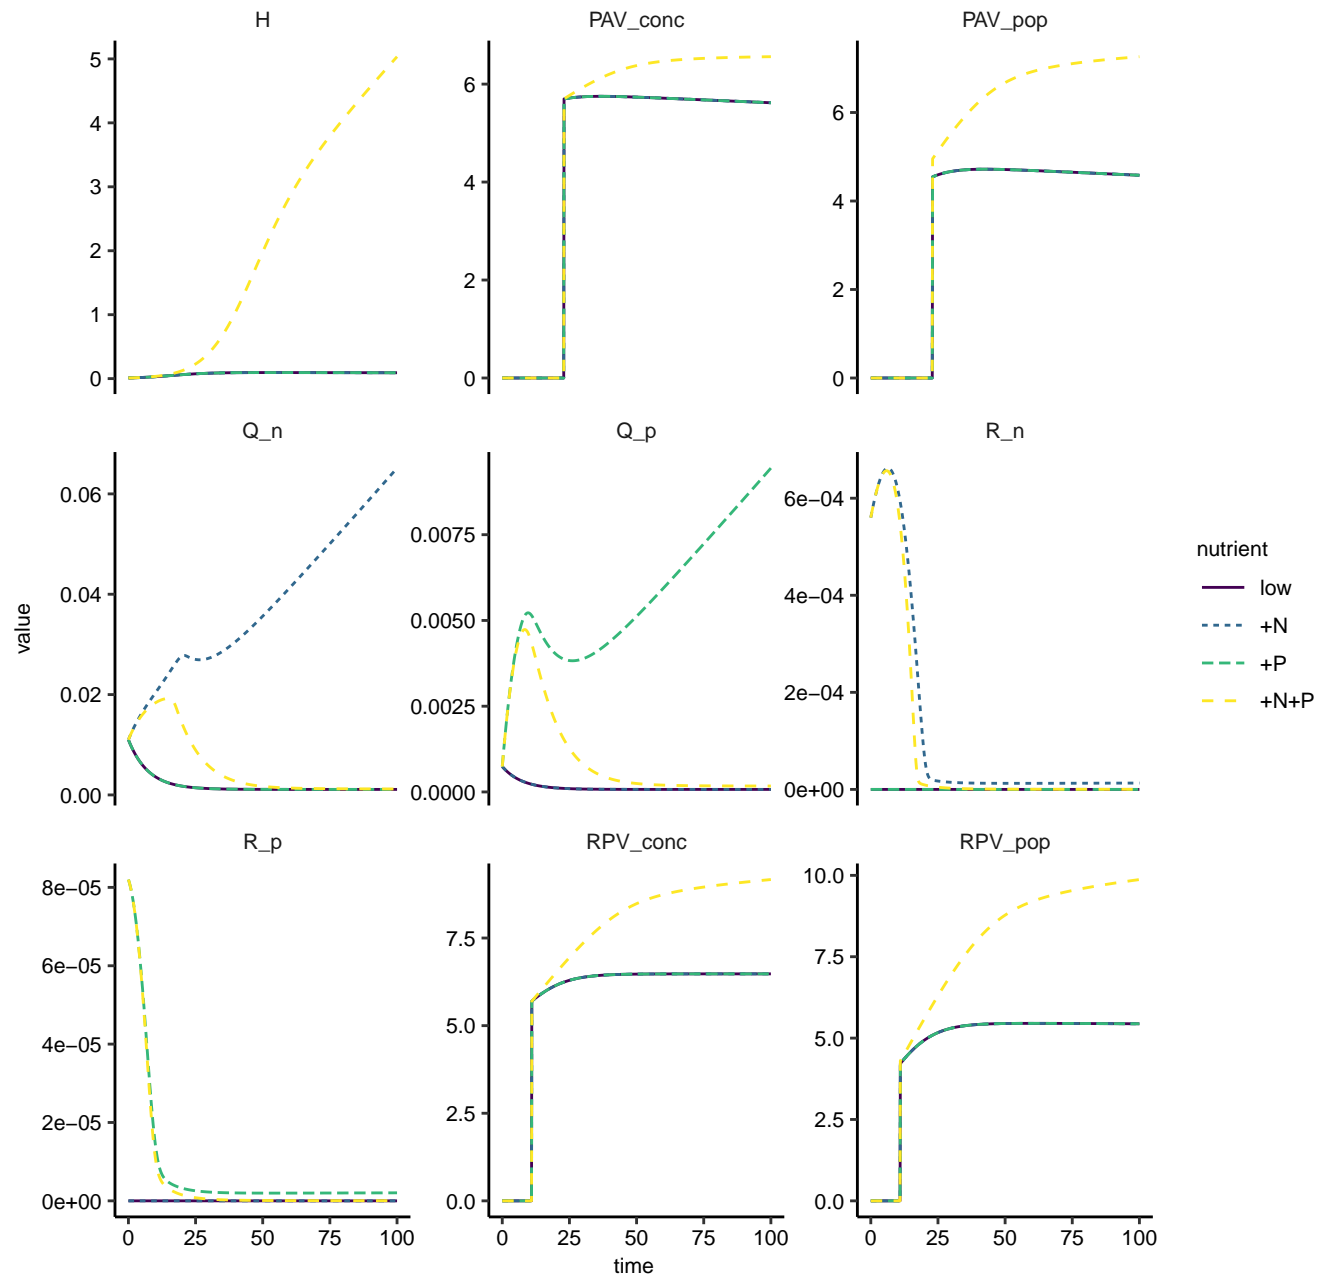 H
PAV_conc
PAV_pop
5
4
3
2
1
0
6
4
2
0
6
4
2
0
Q_n
Q_p
R_n
0.06
0.04
0.02
0.00
0.0075
0.0050
0.0025
0.0000
6e−04
4e−04
2e−04
0e+00
value
nutrient
low
+N
+P
+N+P
R_p
RPV_conc
RPV_pop
8e−05
6e−05
4e−05
2e−05
0e+00
7.5
5.0
2.5
0.0
10.0
7.5
5.0
2.5
0.0
0 25 50 75 100
0 25 50 75 100
0 25 50 75 100
time